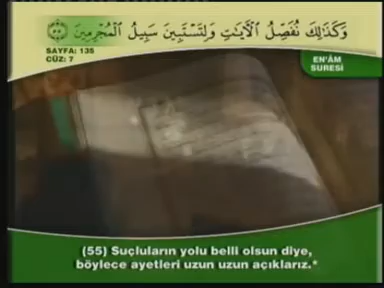 وَكَذَٰلِكَ نُفَصِّلُ الْآيَاتِ وَلِتَسْتَبِينَ سَبِيلُ الْمُجْرِمِينَ ٥٥
SAYFA: 135
CÜZ: 7
EN'ÂM
SURESİ
(55) Suçluların yolu belli olsun diye,
böylece ayetleri uzun uzun açıklarız.*